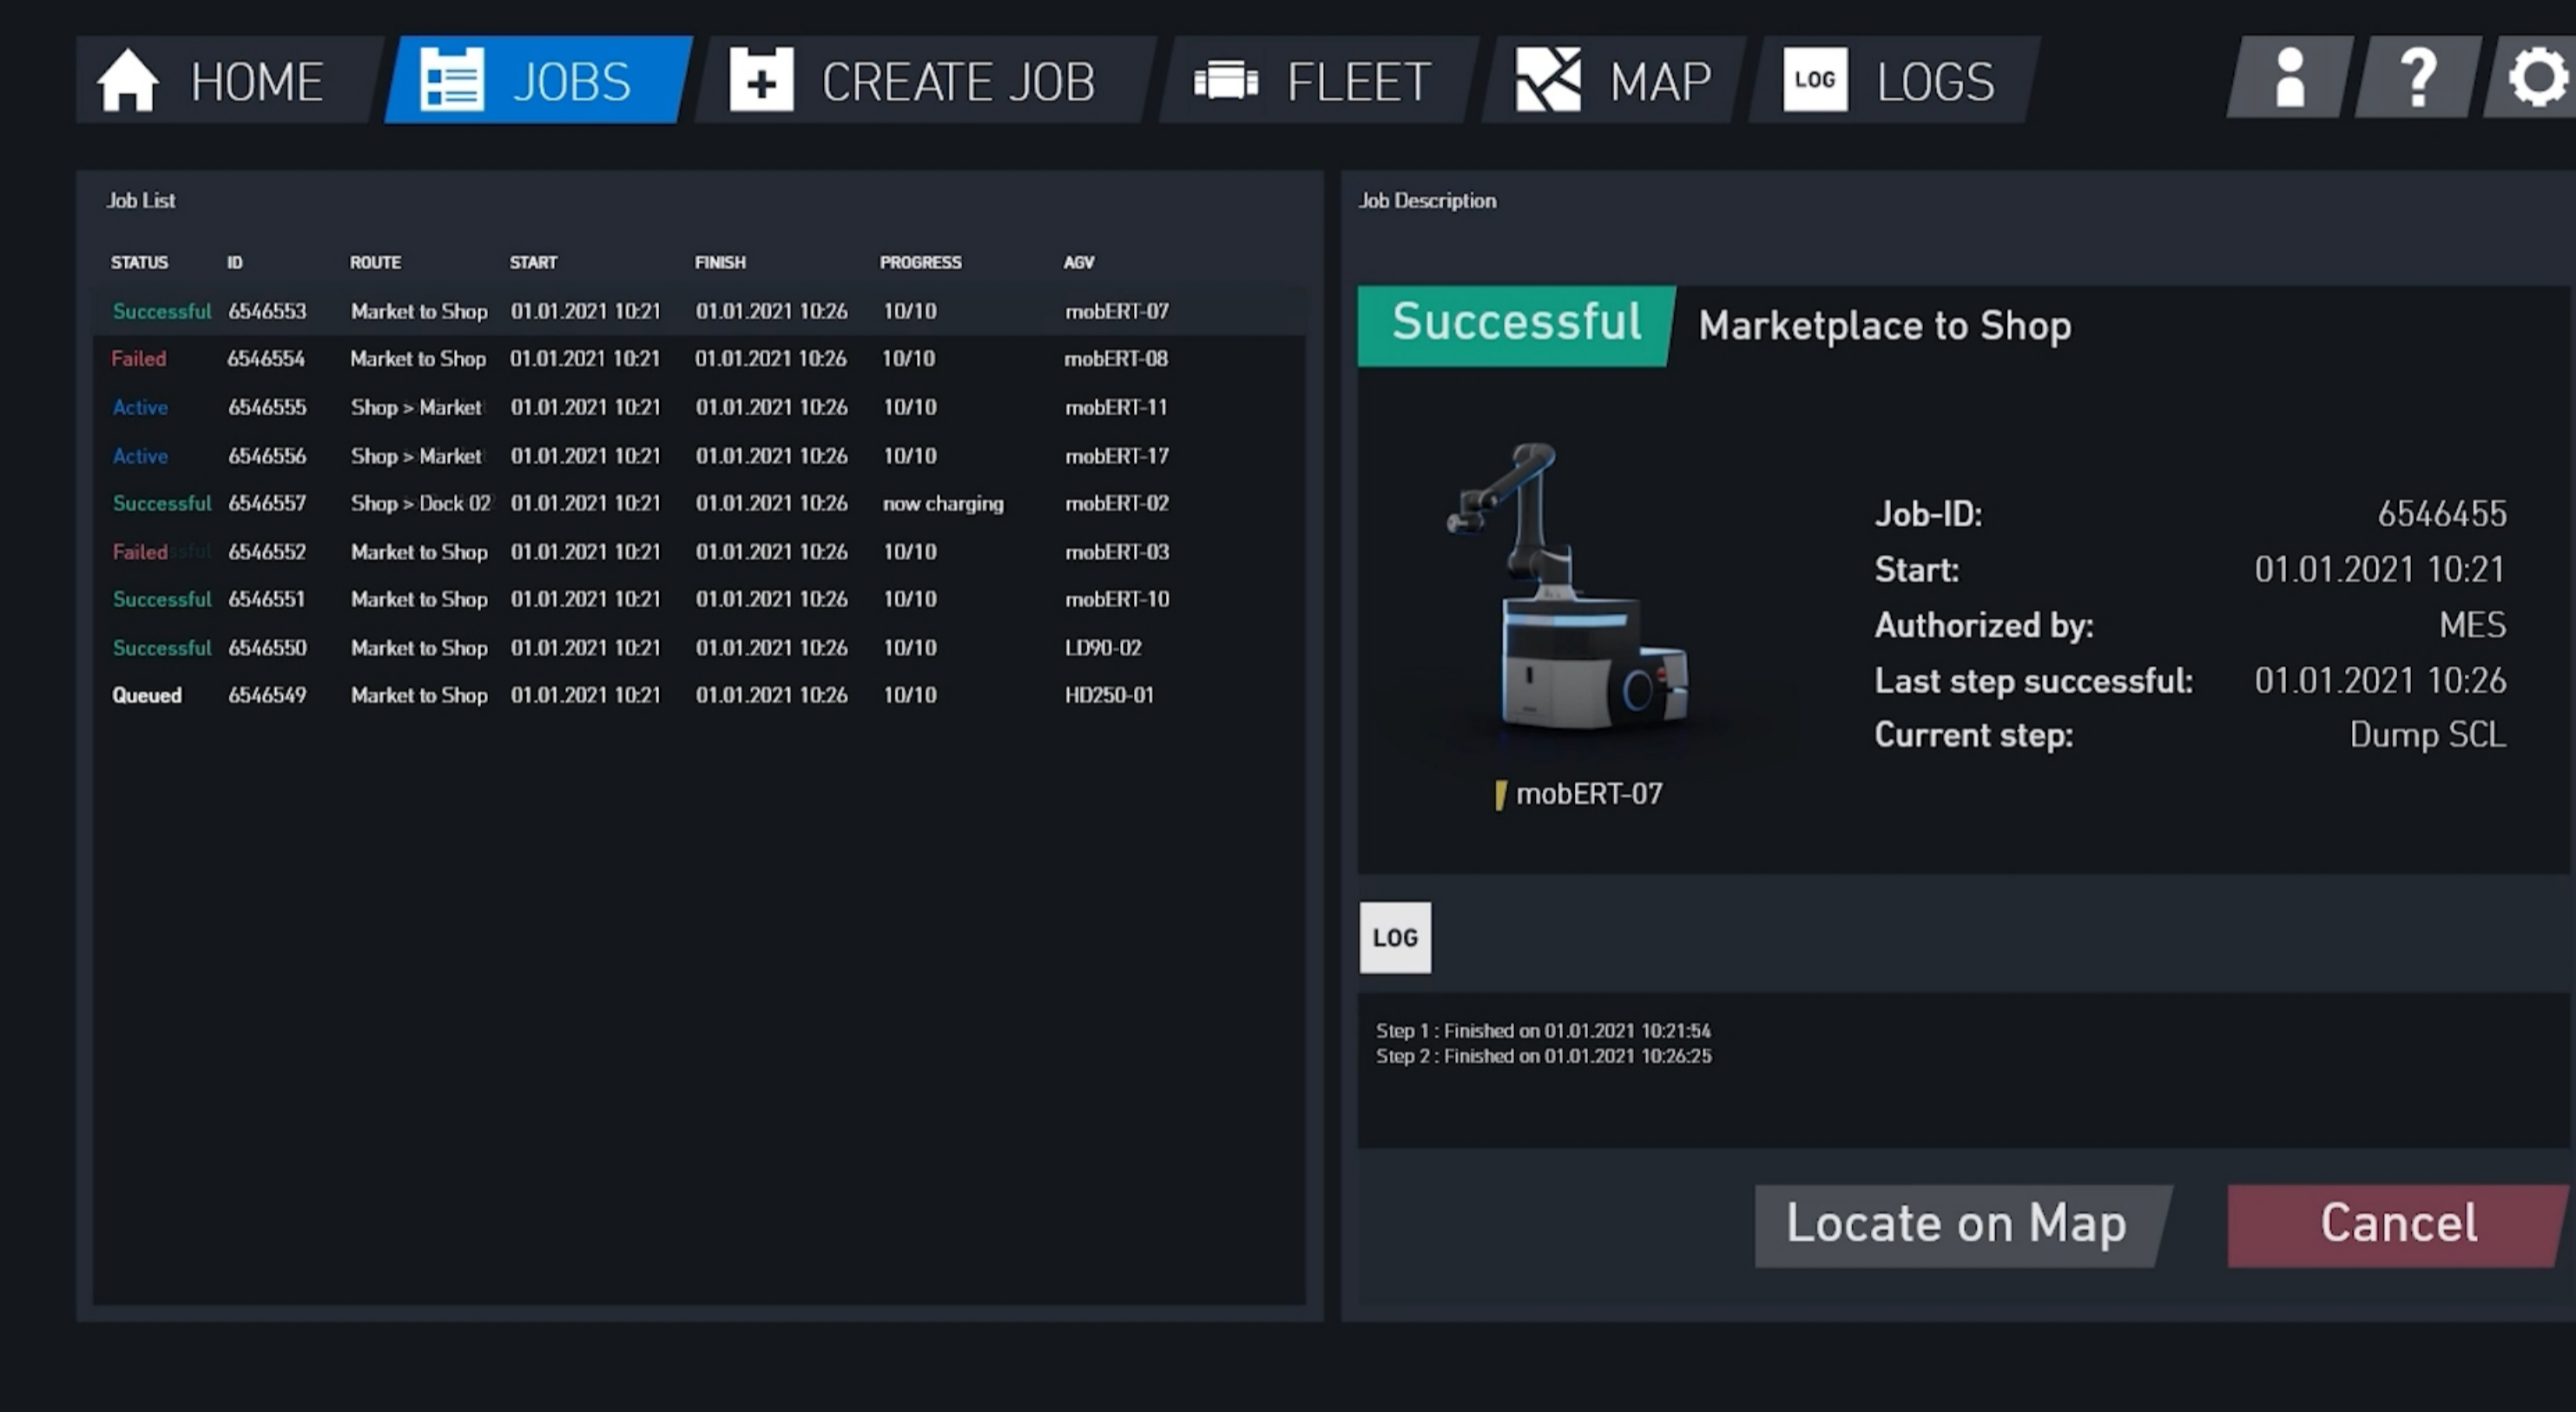 HOME JOBS CREATE JOB FLEET MAP LOG LOGS ?
Job List
STATUS ID ROUTE START FINISH PROGRESS AGV
Successful 6546553 Market to Shop 01.01.2021 10:21 01.01.2021 10:26 10/10 mobERT-07
Failed 6546554 Market to Shop 01.01.2021 10:21 01.01.2021 10:26 10/10 mobERT-08
Active 6546555 Shop > Market 01.01.2021 10:21 01.01.2021 10:26 10/10 mobERT-11
Active 6546556 Shop > Market 01.01.2021 10:21 01.01.2021 10:26 10/10 mobERT-17
Successful 6546557 Shop > Dock 02 01.01.2021 10:21 01.01.2021 10:26 now charging mobERT-02
Failed 6546552 Market to Shop 01.01.2021 10:21 01.01.2021 10:26 10/10 mobERT-03
Successful 6546551 Market to Shop 01.01.2021 10:21 01.01.2021 10:26 10/10 mobERT-10
Successful 6546550 Market to Shop 01.01.2021 10:21 01.01.2021 10:26 10/10 LD90-02
Queued 6546549 Market to Shop 01.01.2021 10:21 01.01.2021 10:26 10/10 HD250-01
Job Description
Successful Marketplace to Shop
Job-ID: 6546455
Start: 01.01.2021 10:21
Authorized by: MES
Last step successful: 01.01.2021 10:26
Current step: Dump SCL
mobERT-07
LOG
Step 1 : Finished on 01.01.2021 10:21:54
Step 2 : Finished on 01.01.2021 10:26:25
Locate on Map Cancel